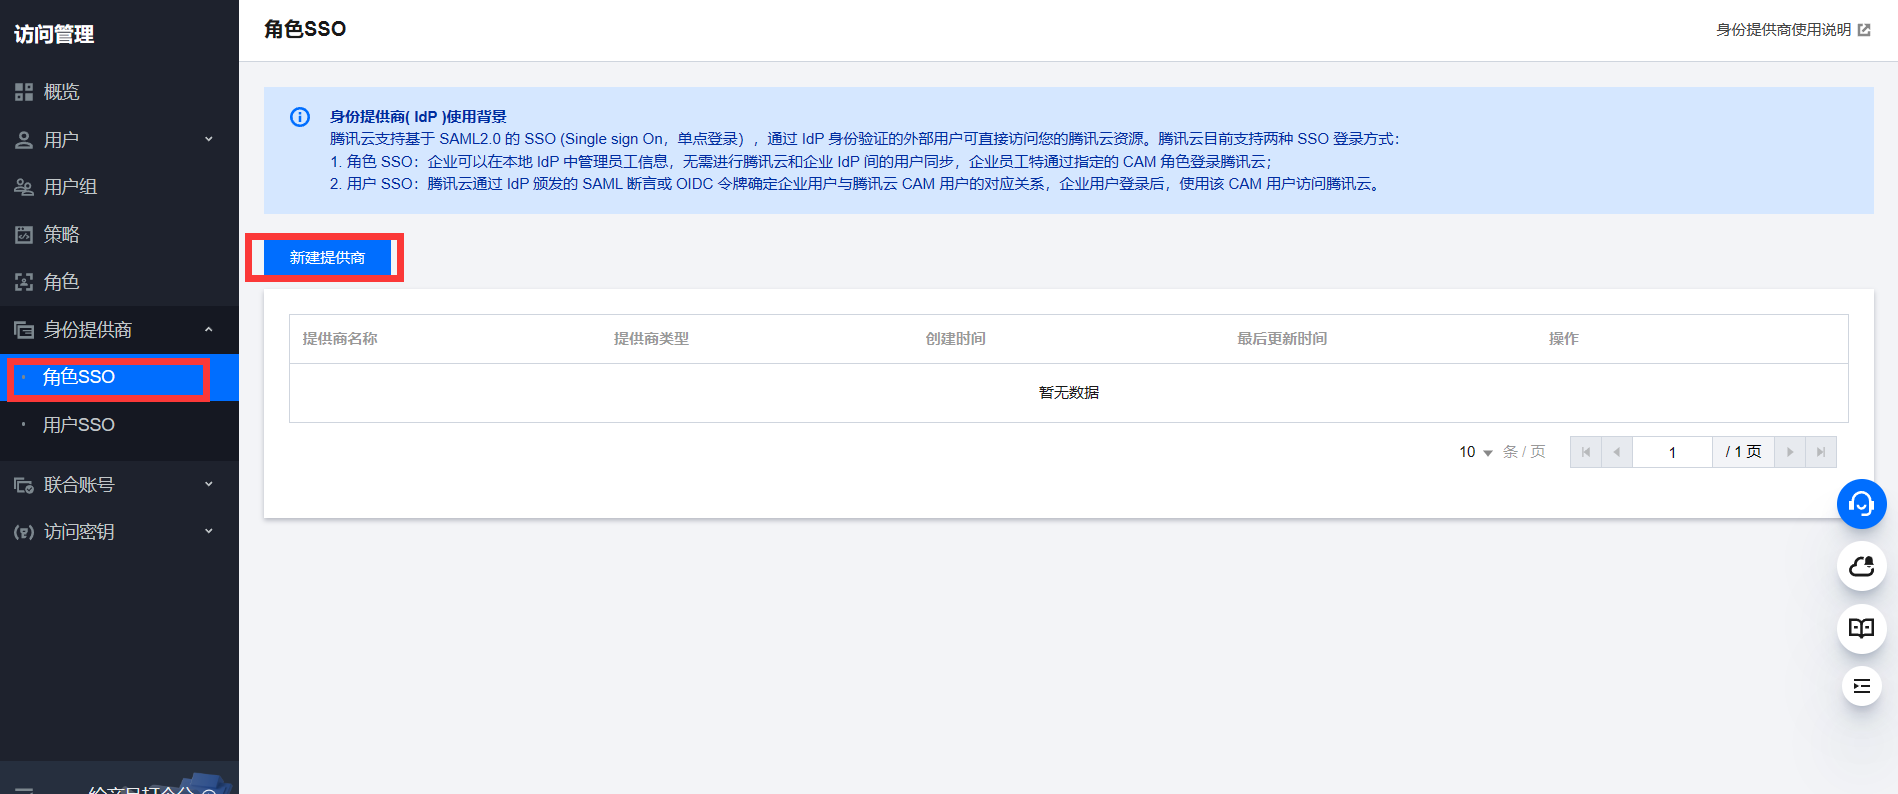 访问管理
概览
用户
用户组
策略
角色
身份提供商
角色SSO
用户SSO
联合账号
访问密钥
给产品打个分
角色SSO
身份提供商使用说明
身份提供商( IdP )使用背景
腾讯云支持基于 SAML2.0 的 SSO (Single sign On，单点登录），通过 IdP 身份验证的外部用户可直接访问您的腾讯云资源。腾讯云目前支持两种 SSO 登录方式：
1. 角色 SSO：企业可以在本地 IdP 中管理员工信息，无需进行腾讯云和企业 IdP 间的用户同步，企业员工特通过指定的 CAM 角色登录腾讯云；
2. 用户 SSO：腾讯云通过 IdP 颁发的 SAML 断言或 OIDC 令牌确定企业用户与腾讯云 CAM 用户的对应关系，企业用户登录后，使用该 CAM 用户访问腾讯云。
新建提供商
提供商名称 提供商类型 创建时间 最后更新时间 操作
暂无数据
10 条 / 页 1 / 1 页